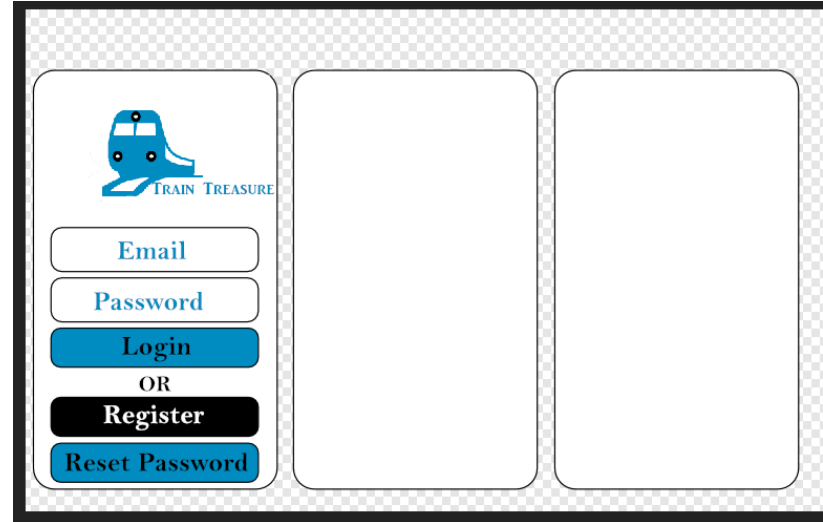 TRAIN TREASURE
Email
Password
Login
OR
Register
Reset Password